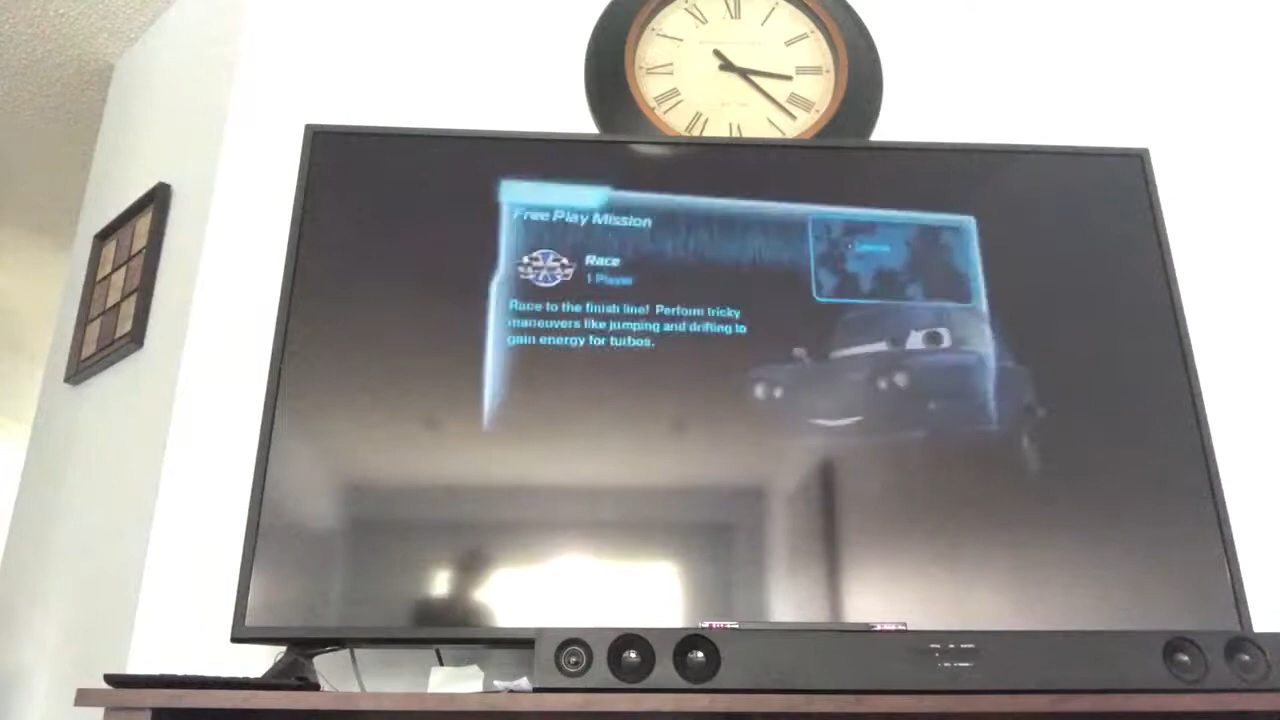 Free Play Mission
Race
1 Player
Race to the finish line! Perform tricky
maneuvers like jumping and drifting to
gain energy for turbos.